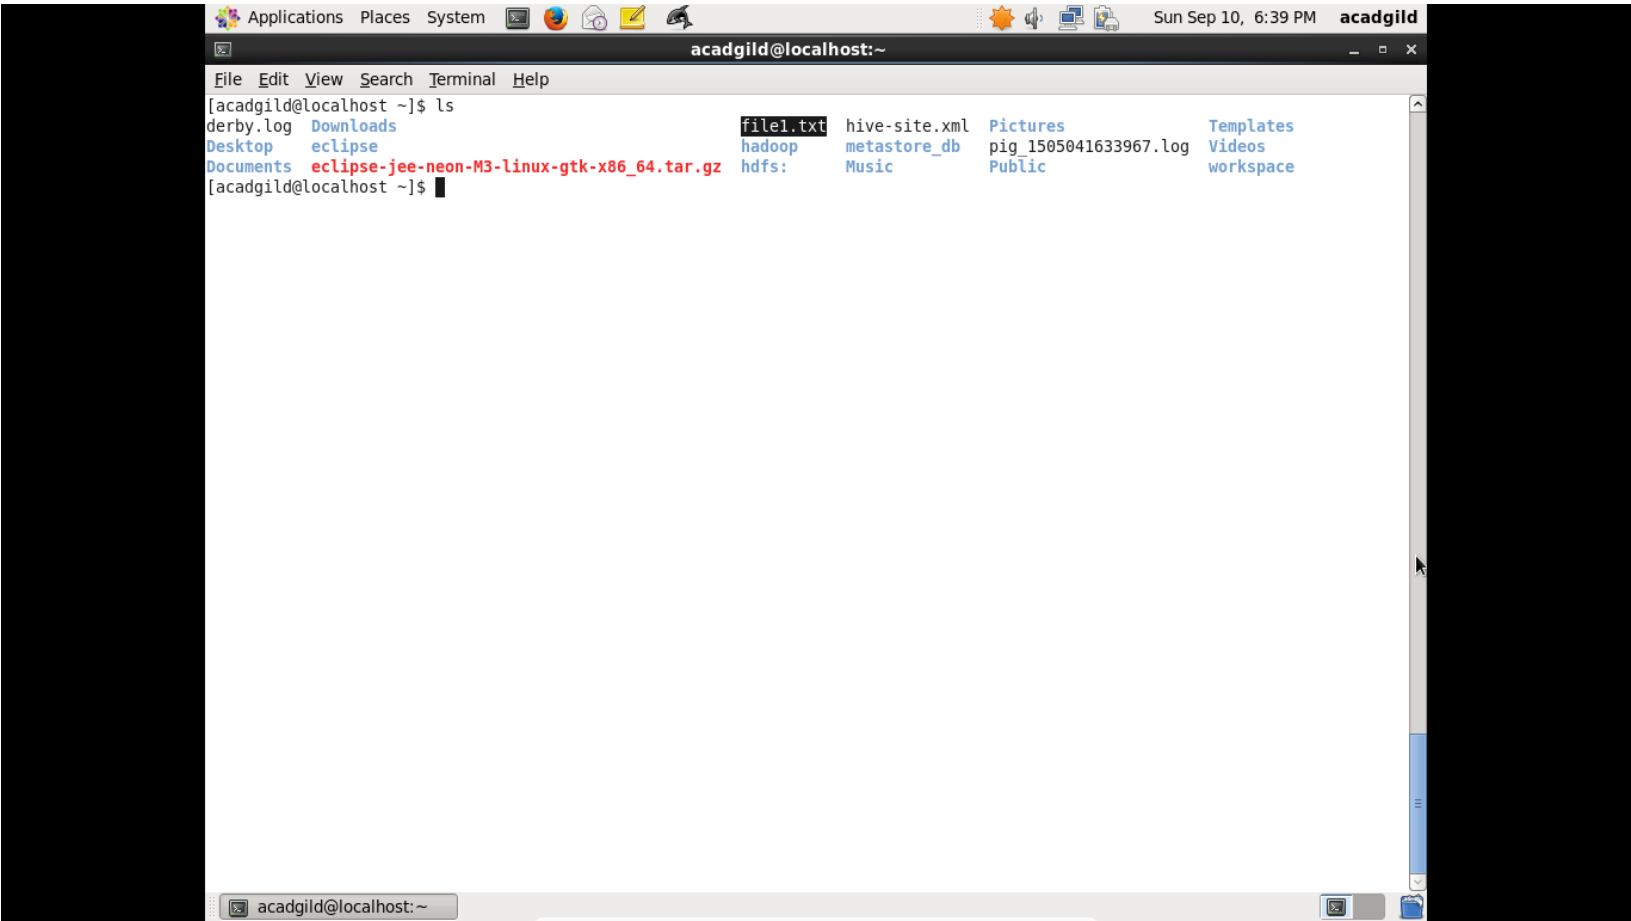 Applications Places System Sun Sep 10, 6:39 PM acadgild
acadgild@localhost:~
File Edit View Search Terminal Help
[acadgild@localhost ~]$ ls
derby.log Downloads file1.txt hive-site.xml Pictures Templates
Desktop eclipse hadoop metastore_db pig_1505041633967.log Videos
Documents eclipse-jee-neon-M3-linux-gtk-x86_64.tar.gz hdfs: Music Public workspace
[acadgild@localhost ~]$
acadgild@localhost:~